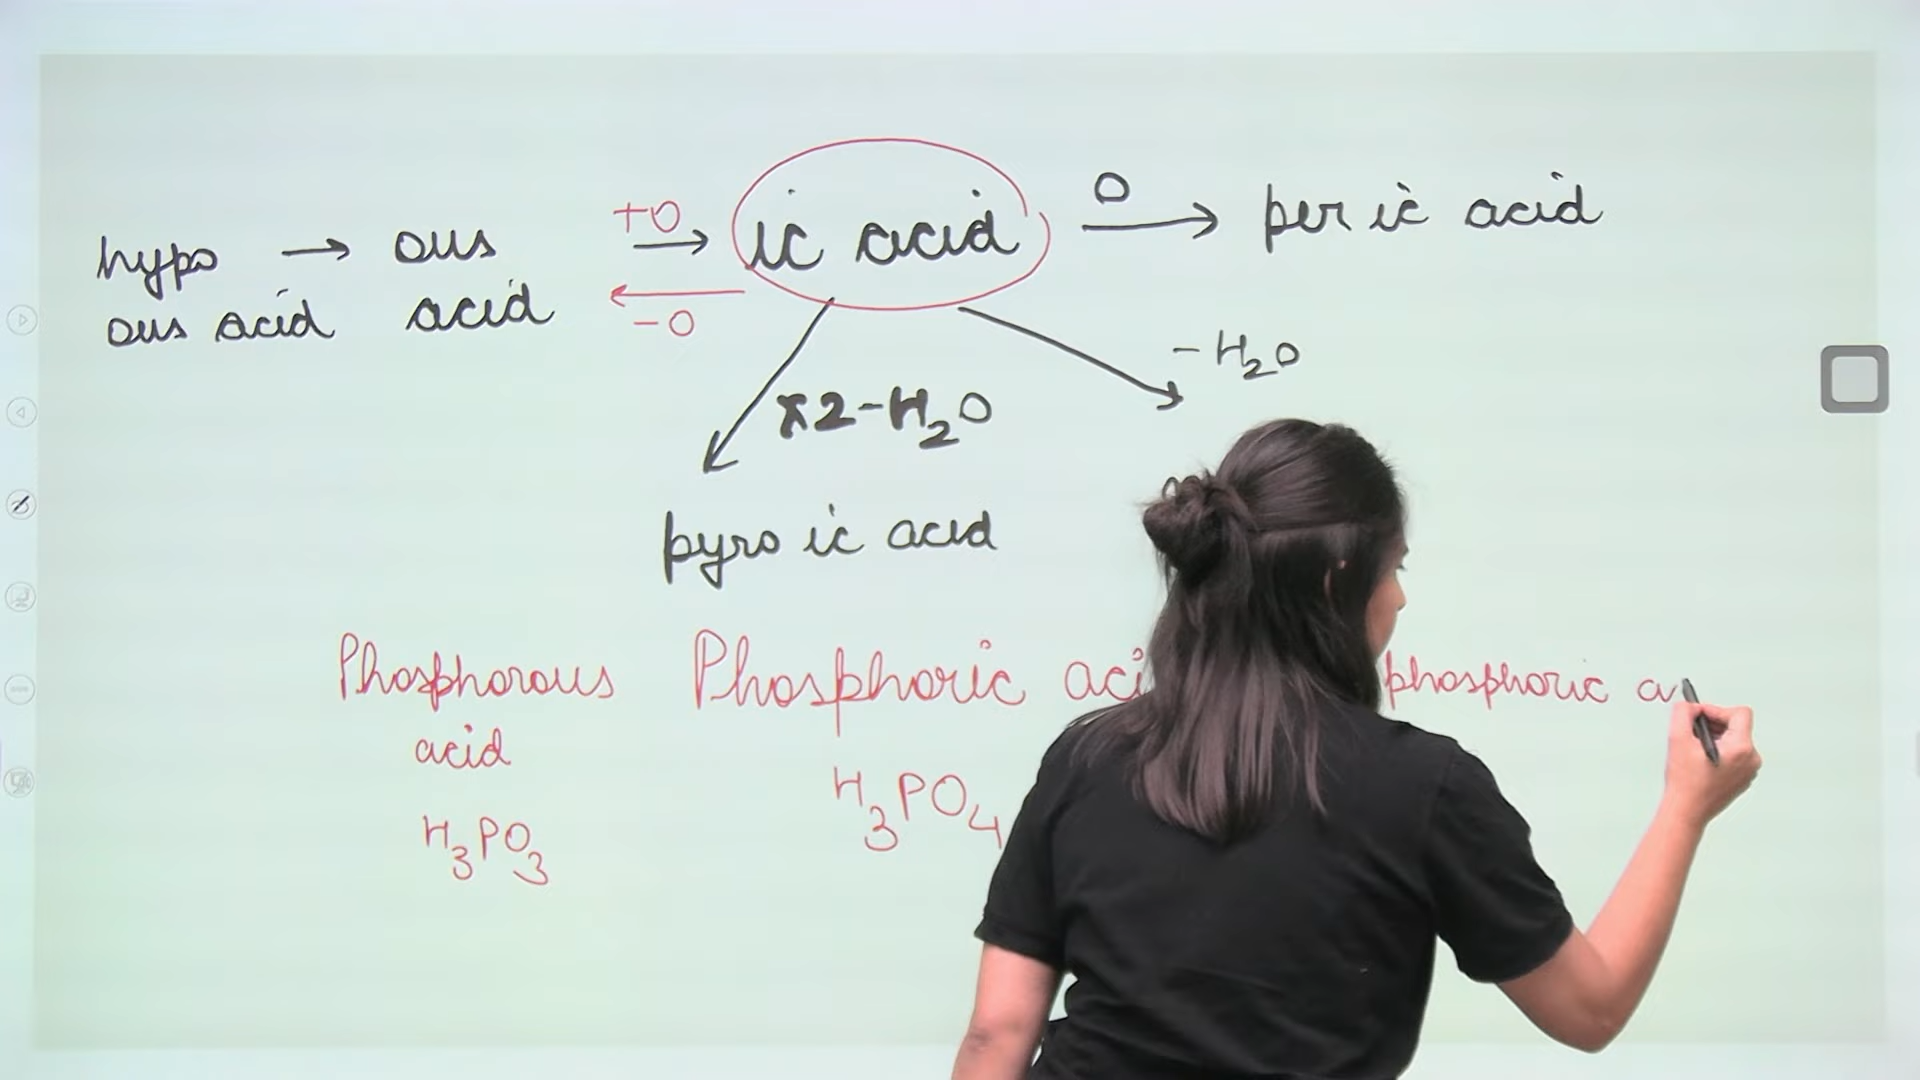 hypo → ous +O → ic acid O → per ic acid
ous acid acid ← -O
x2-H2O -H2O
pyro ic acid
Phosphorous Phosphoric aci phosphoric a
acid
H3PO3 H3PO4